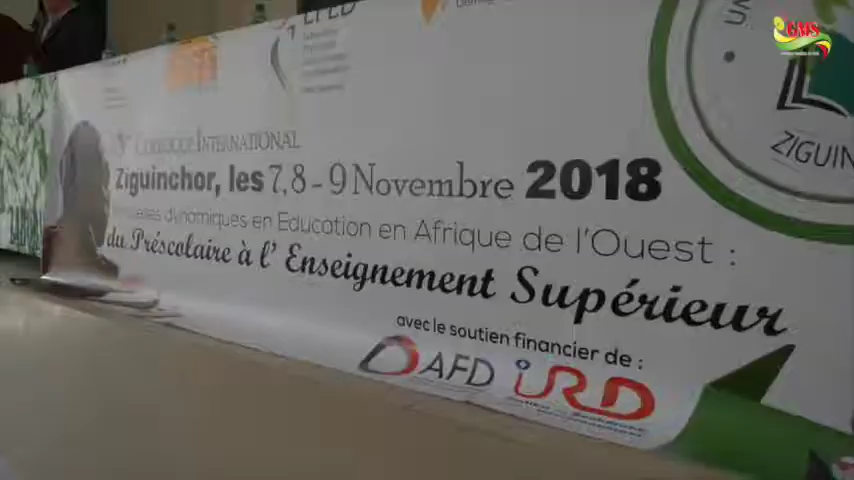 GMS
COLLOQUE INTERNATIONAL
Ziguinchor, les 7, 8 - 9 Novembre 2018
dynamiques en Education en Afrique de l'Ouest :
du Préscolaire à l' Enseignement Supérieur
avec le soutien financier de :
AFD iRD
ZIGUIN